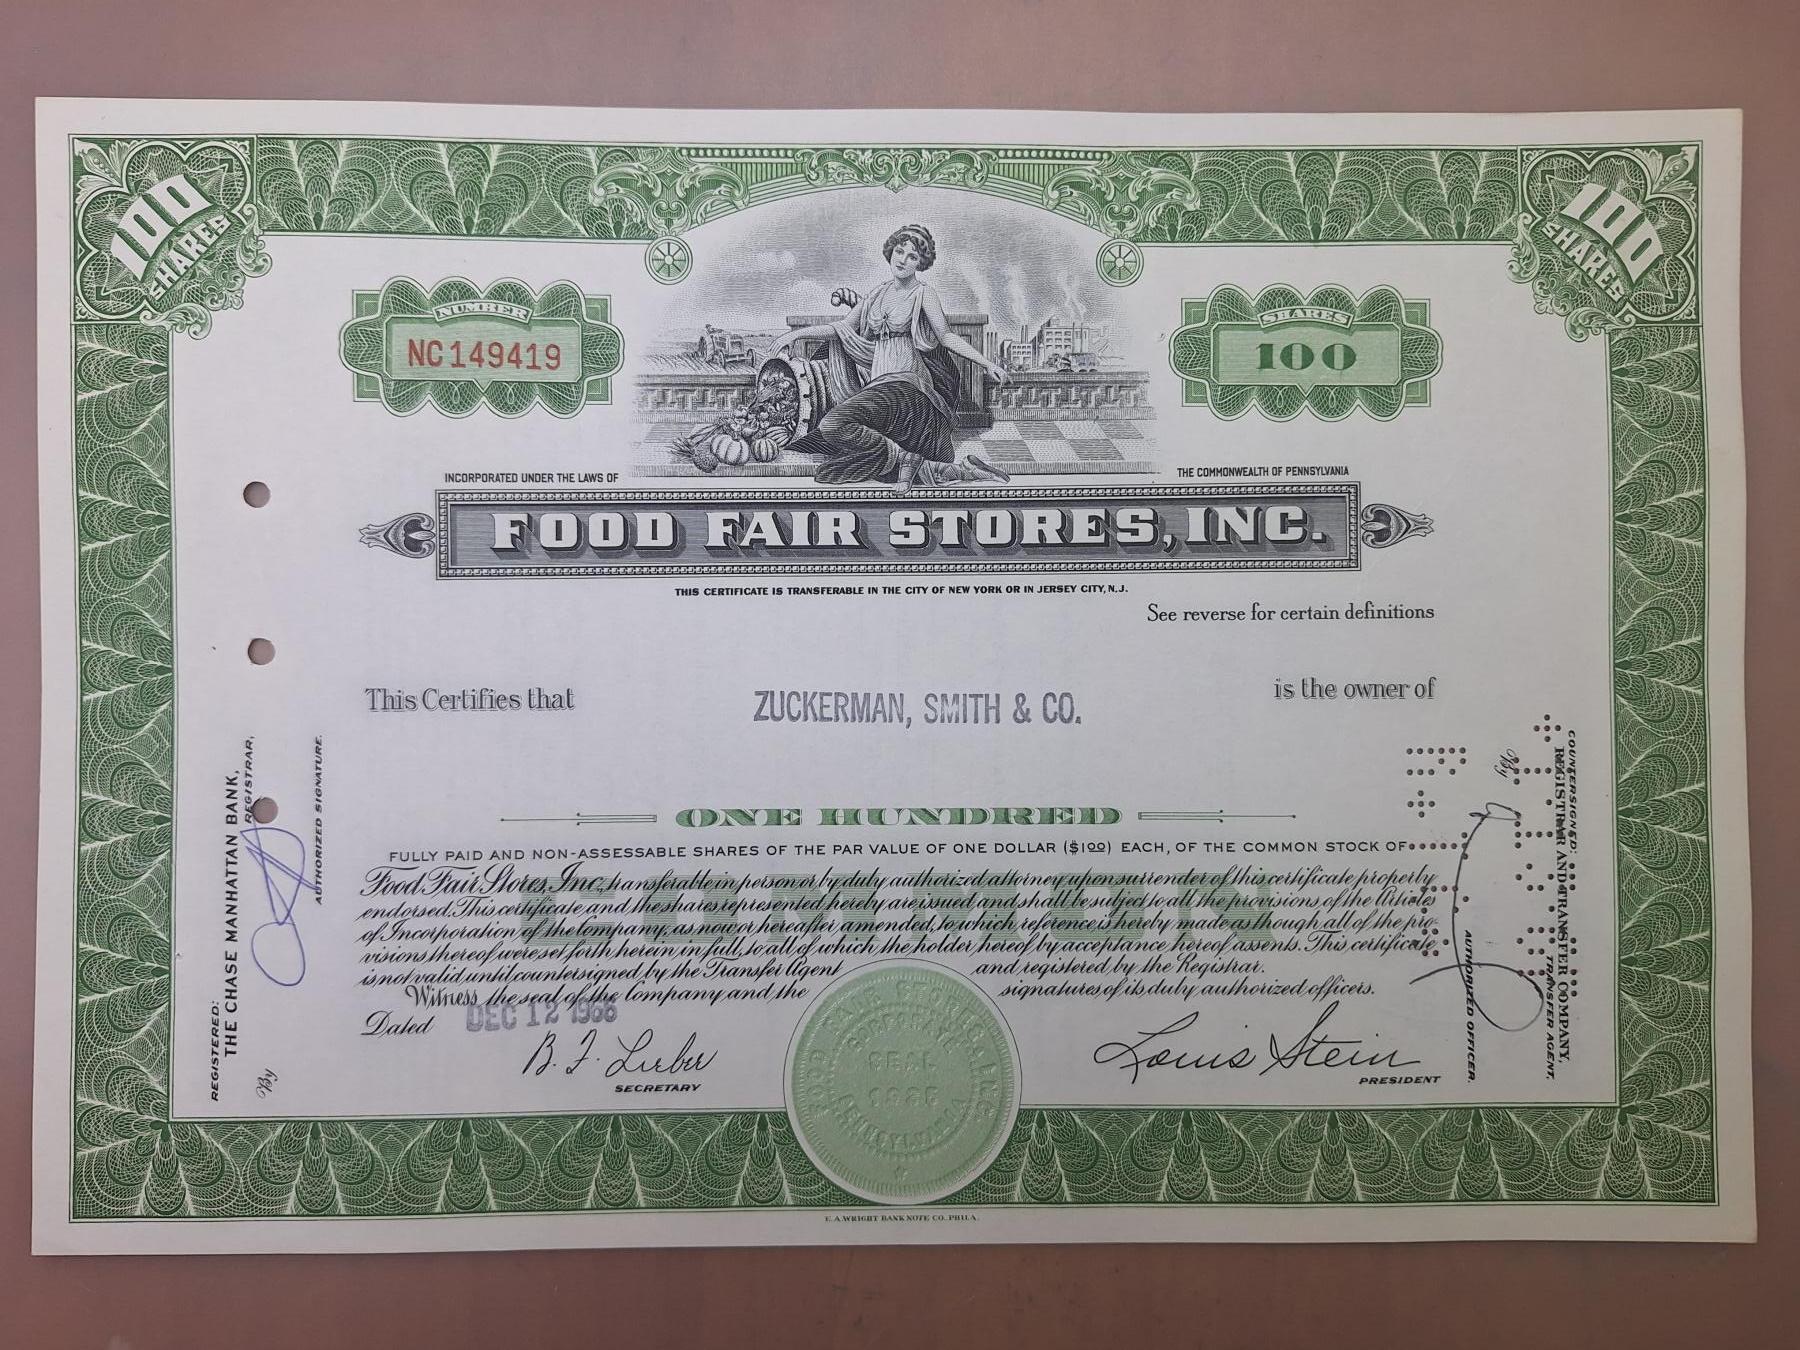 100 SHARES
100 SHARES
NUMBER
NC149419
SHARES
100
INCORPORATED UNDER THE LAWS OF
THE COMMONWEALTH OF PENNSYLVANIA
FOOD FAIR STORES, INC.
THIS CERTIFICATE IS TRANSFERABLE IN THE CITY OF NEW YORK OR IN JERSEY CITY, N.J.
See reverse for certain definitions
This Certifies that
ZUCKERMAN, SMITH & CO.
is the owner of
ONE HUNDRED
FULLY PAID AND NON-ASSESSABLE SHARES OF THE PAR VALUE OF ONE DOLLAR ($1.00) EACH, OF THE COMMON STOCK OF
Food Fair Stores, Inc., transferable in person or by duly authorized attorney upon surrender of this certificate properly
endorsed. This certificate and the shares represented hereby are issued and shall be subject to all the provisions of the Articles
of Incorporation of the Company, as now or hereafter amended, to which reference is hereby made as though all of the pro-
visions thereof were set forth herein in full, to all of which the holder hereof by acceptance hereof assents. This certificate
is not valid until countersigned by the Transfer Agent and registered by the Registrar.
Witness the seal of the Company and the signatures of its duly authorized officers.
Dated DEC 12 1966
B. F. Lieber
SECRETARY
Louis Stein
PRESIDENT
FOOD FAIR STORES, INC.
CORPORATE
SEAL
PENNSYLVANIA
REGISTERED:
THE CHASE MANHATTAN BANK,
REGISTRAR,
By
AUTHORIZED SIGNATURE.
COUNTERSIGNED:
REGISTRAR AND TRANSFER COMPANY,
TRANSFER AGENT.
By
AUTHORIZED OFFICER.
E. A. WRIGHT BANK NOTE CO. PHILA.